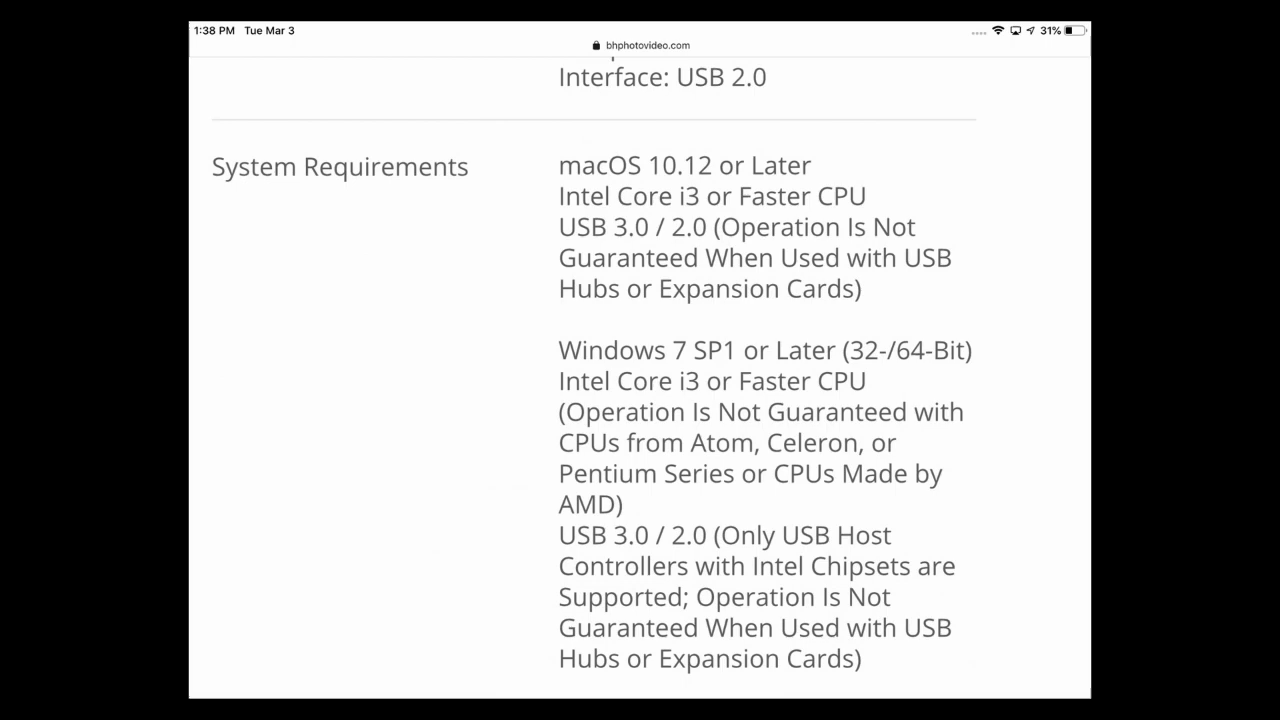 1:38 PM Tue Mar 3
31%
bhphotovideo.com
Interface: USB 2.0
System Requirements
macOS 10.12 or Later
Intel Core i3 or Faster CPU
USB 3.0 / 2.0 (Operation Is Not
Guaranteed When Used with USB
Hubs or Expansion Cards)
Windows 7 SP1 or Later (32-/64-Bit)
Intel Core i3 or Faster CPU
(Operation Is Not Guaranteed with
CPUs from Atom, Celeron, or
Pentium Series or CPUs Made by
AMD)
USB 3.0 / 2.0 (Only USB Host
Controllers with Intel Chipsets are
Supported; Operation Is Not
Guaranteed When Used with USB
Hubs or Expansion Cards)